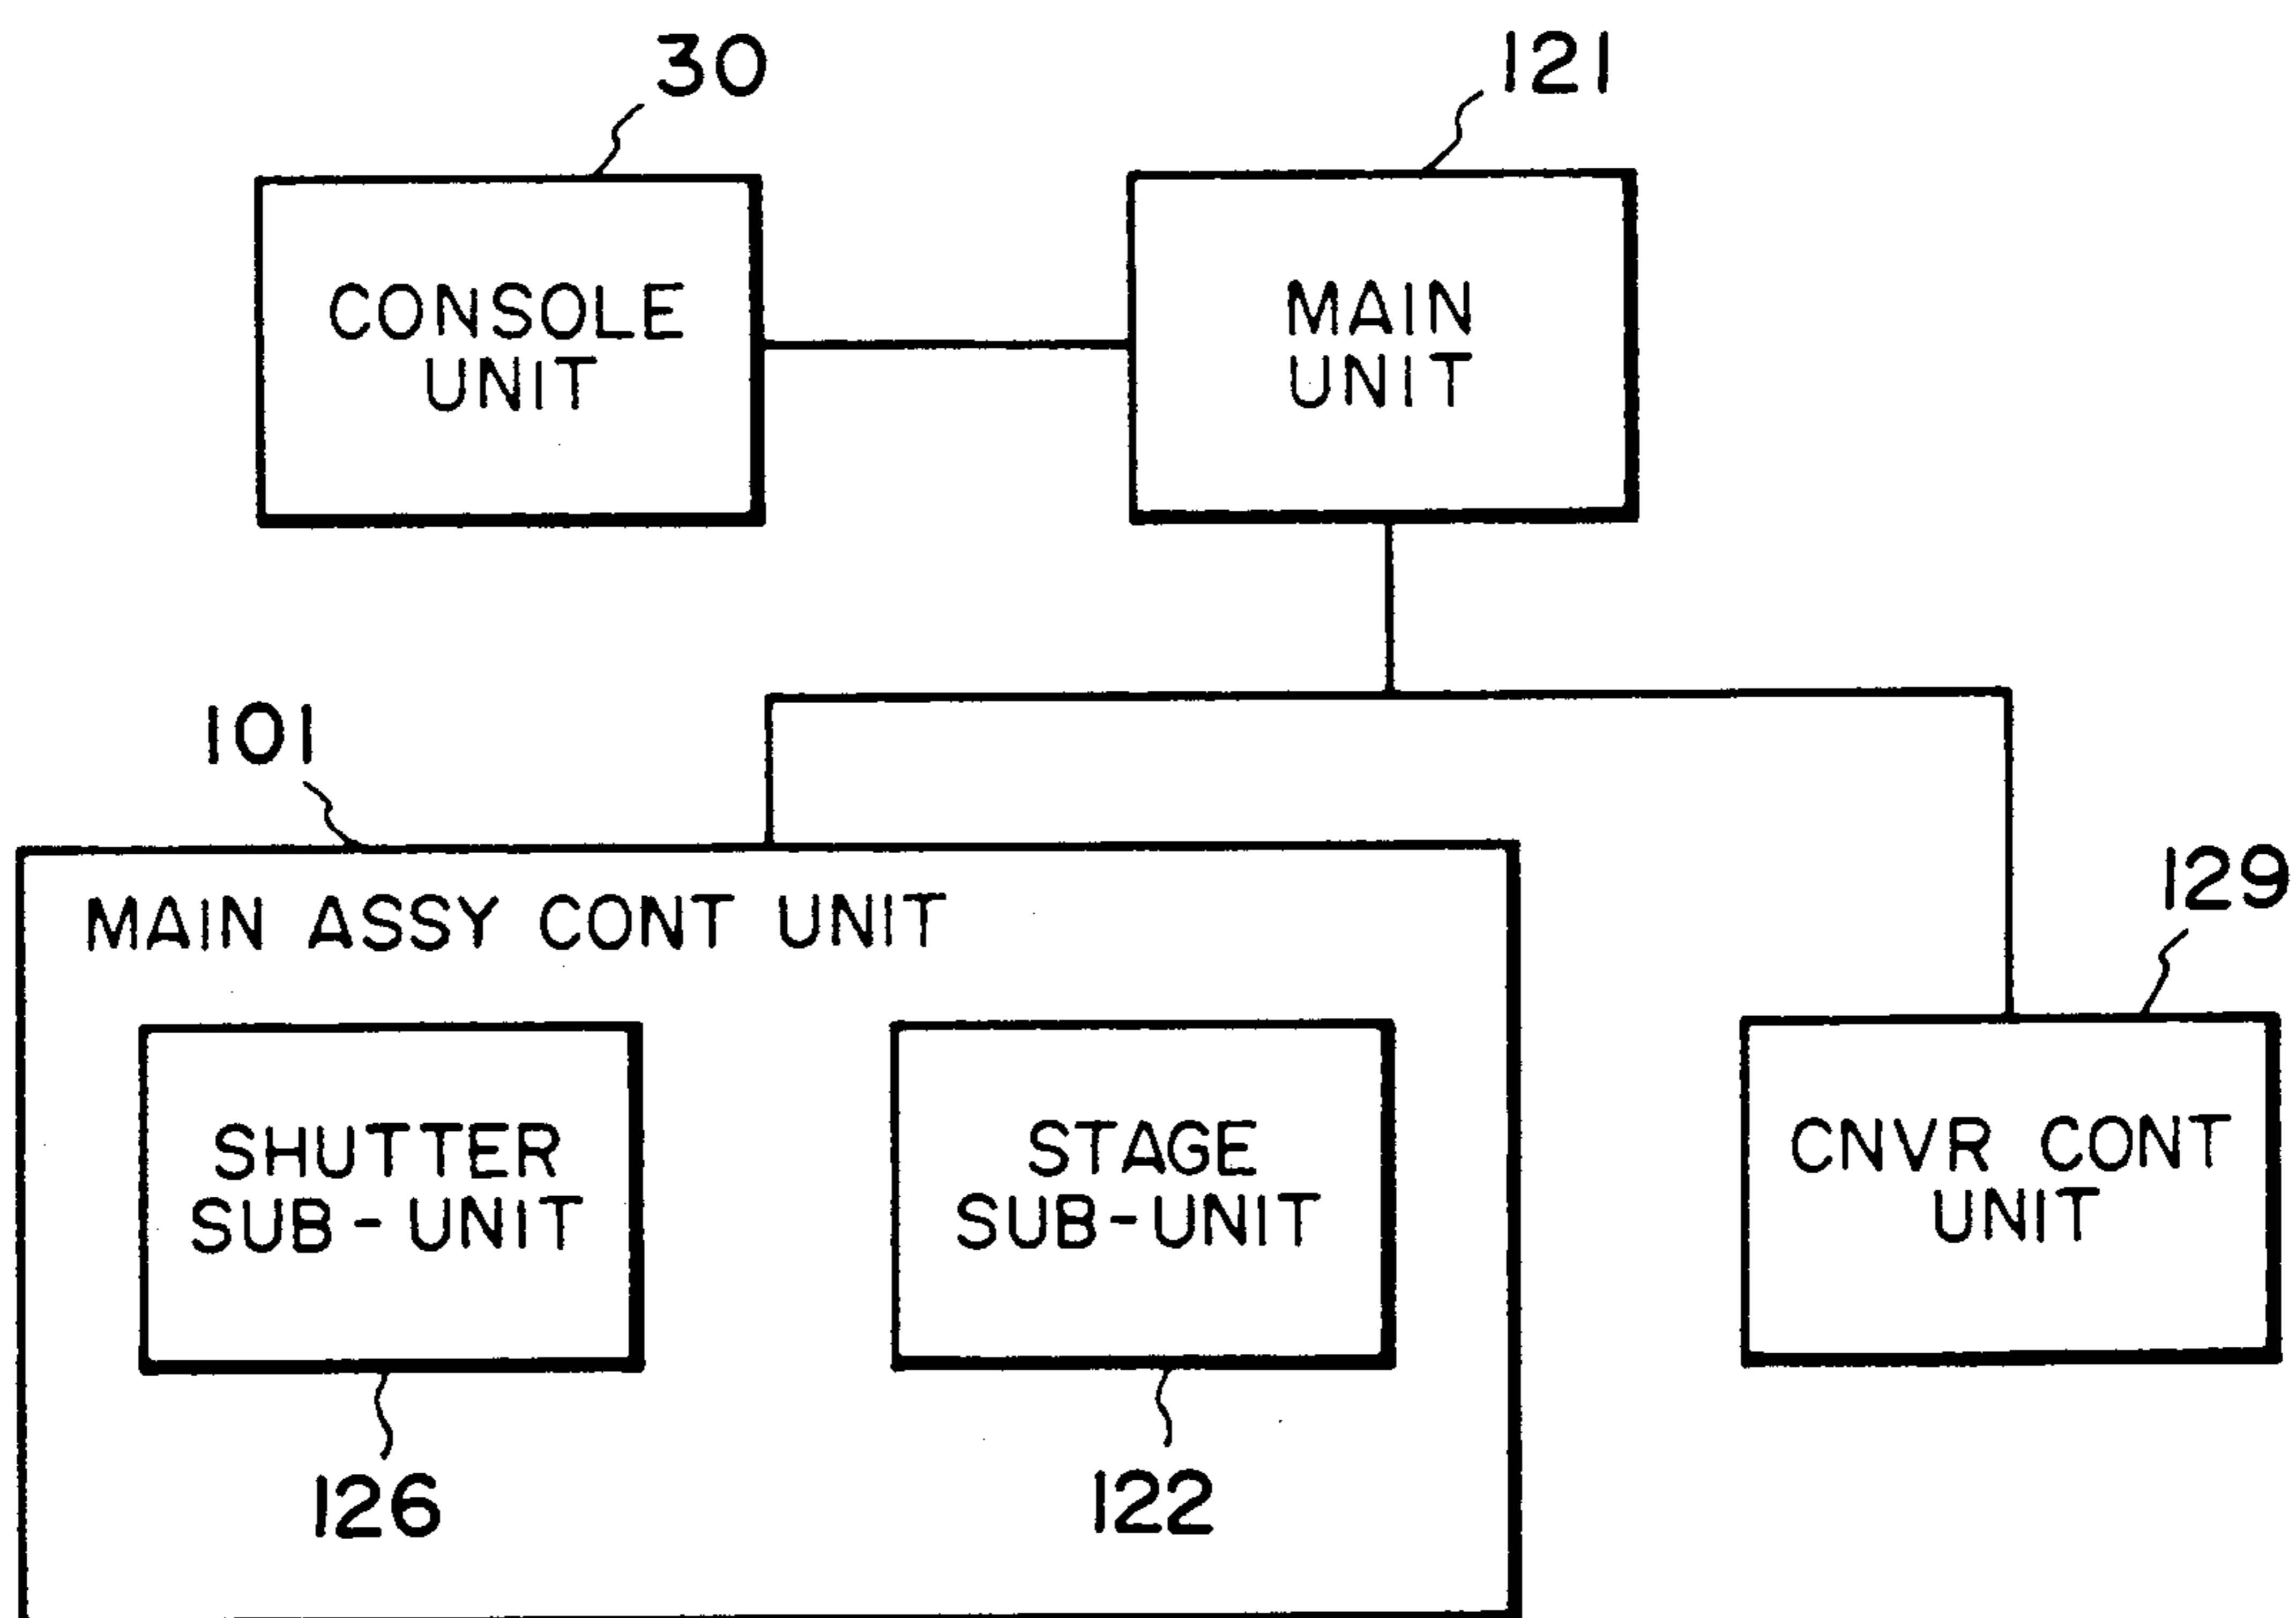 30
121
CONSOLE
UNIT
MAIN
UNIT
101
129
MAIN ASSY CONT UNIT
SHUTTER
SUB-UNIT
STAGE
SUB-UNIT
CNVR CONT
UNIT
126
122